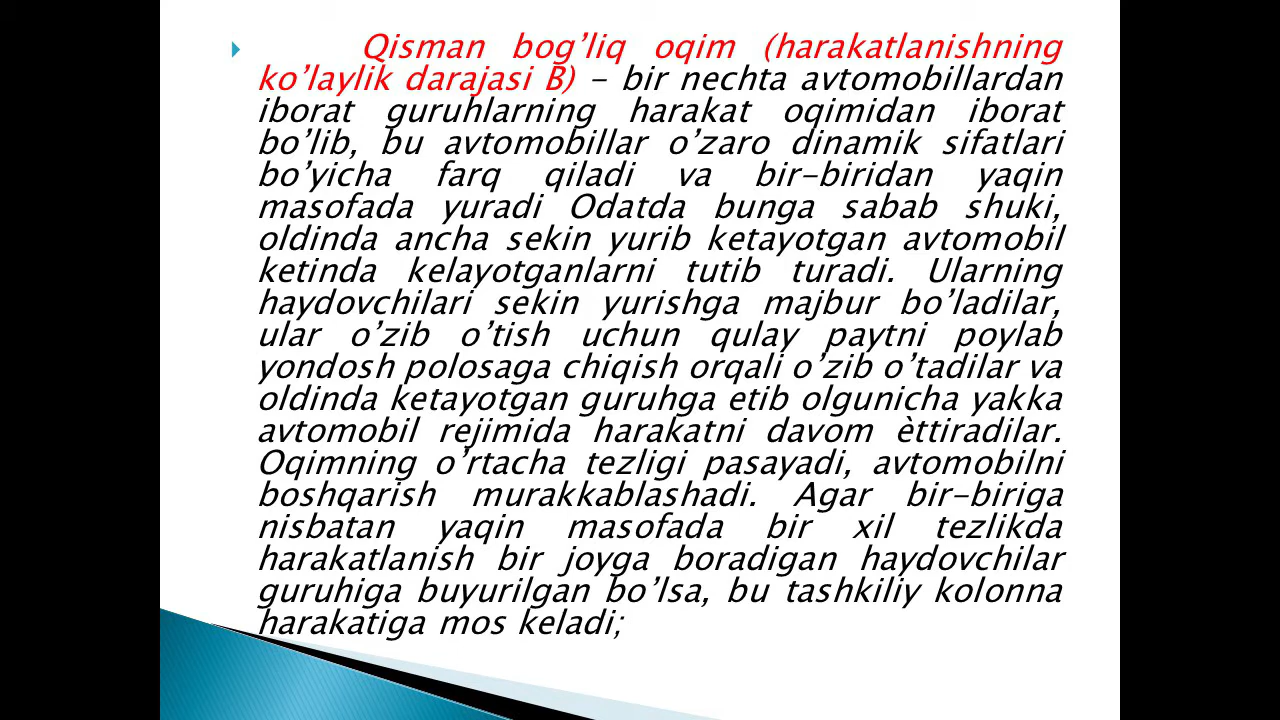 Qisman bog’liq oqim (harakatlanishning
ko’laylik darajasi B) - bir nechta avtomobillardan
iborat guruhlarning harakat oqimidan iborat
bo’lib, bu avtomobillar o’zaro dinamik sifatlari
bo’yicha farq qiladi va bir-biridan yaqin
masofada yuradi Odatda bunga sabab shuki,
oldinda ancha sekin yurib ketayotgan avtomobil
ketinda kelayotganlarni tutib turadi. Ularning
haydovchilari sekin yurishga majbur bo’ladilar,
ular o’zib o’tish uchun qulay paytni poylab
yondosh polosaga chiqish orqali o’zib o’tadilar va
oldinda ketayotgan guruhga etib olgunicha yakka
avtomobil rejimida harakatni davom èttiradilar.
Oqimning o’rtacha tezligi pasayadi, avtomobilni
boshqarish murakkablashadi. Agar bir-biriga
nisbatan yaqin masofada bir xil tezlikda
harakatlanish bir joyga boradigan haydovchilar
guruhiga buyurilgan bo’lsa, bu tashkiliy kolonna
harakatiga mos keladi;